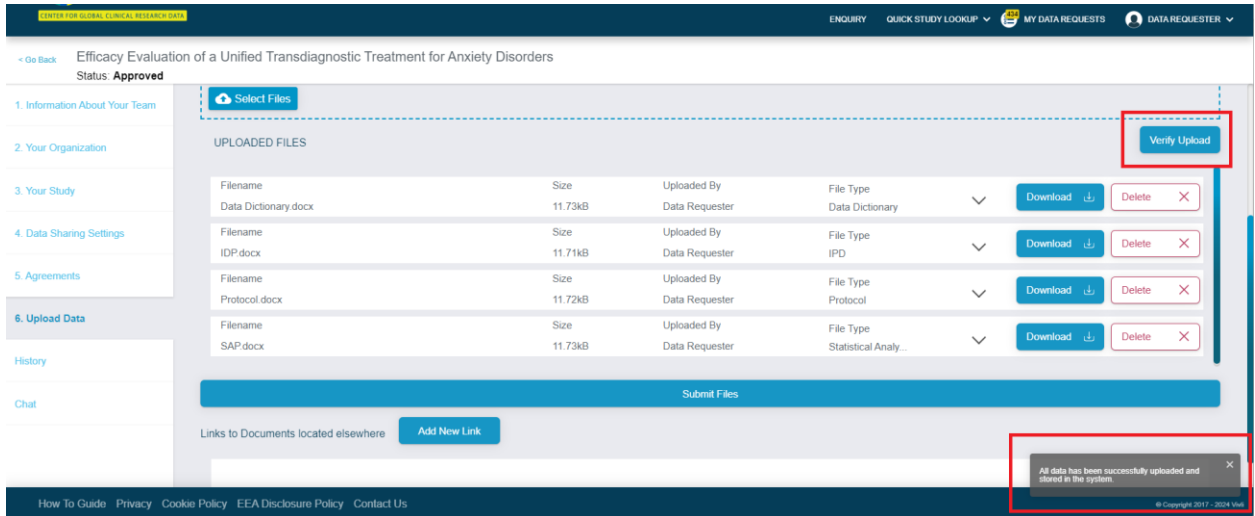 CENTER FOR GLOBAL CLINICAL RESEARCH DATA
ENQUIRY QUICK STUDY LOOKUP 434 MY DATA REQUESTS DATA REQUESTER
< Go Back Efficacy Evaluation of a Unified Transdiagnostic Treatment for Anxiety Disorders
Status: Approved
1. Information About Your Team
2. Your Organization
3. Your Study
4. Data Sharing Settings
5. Agreements
6. Upload Data
History
Chat
Select Files
UPLOADED FILES
Verify Upload
Filename Size Uploaded By File Type
Data Dictionary.docx 11.73kB Data Requester Data Dictionary Download Delete
Filename Size Uploaded By File Type
IDP.docx 11.71kB Data Requester IPD Download Delete
Filename Size Uploaded By File Type
Protocol.docx 11.72kB Data Requester Protocol Download Delete
Filename Size Uploaded By File Type
SAP.docx 11.73kB Data Requester Statistical Analy... Download Delete
Submit Files
Links to Documents located elsewhere Add New Link
All data has been successfully uploaded and
stored in the system.
How To Guide Privacy Cookie Policy EEA Disclosure Policy Contact Us
© Copyright 2017 - 2024 Vivli